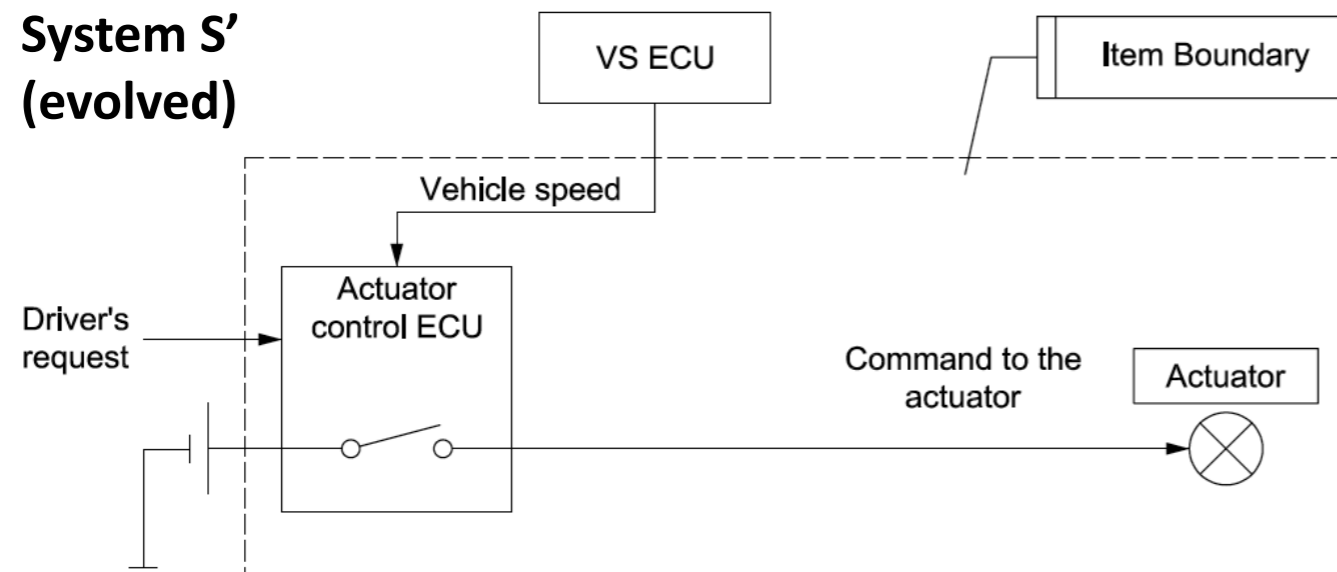 System S’
(evolved)
VS ECU
Item Boundary
Vehicle speed
Actuator
control ECU
Driver's
request
Command to the
actuator
Actuator